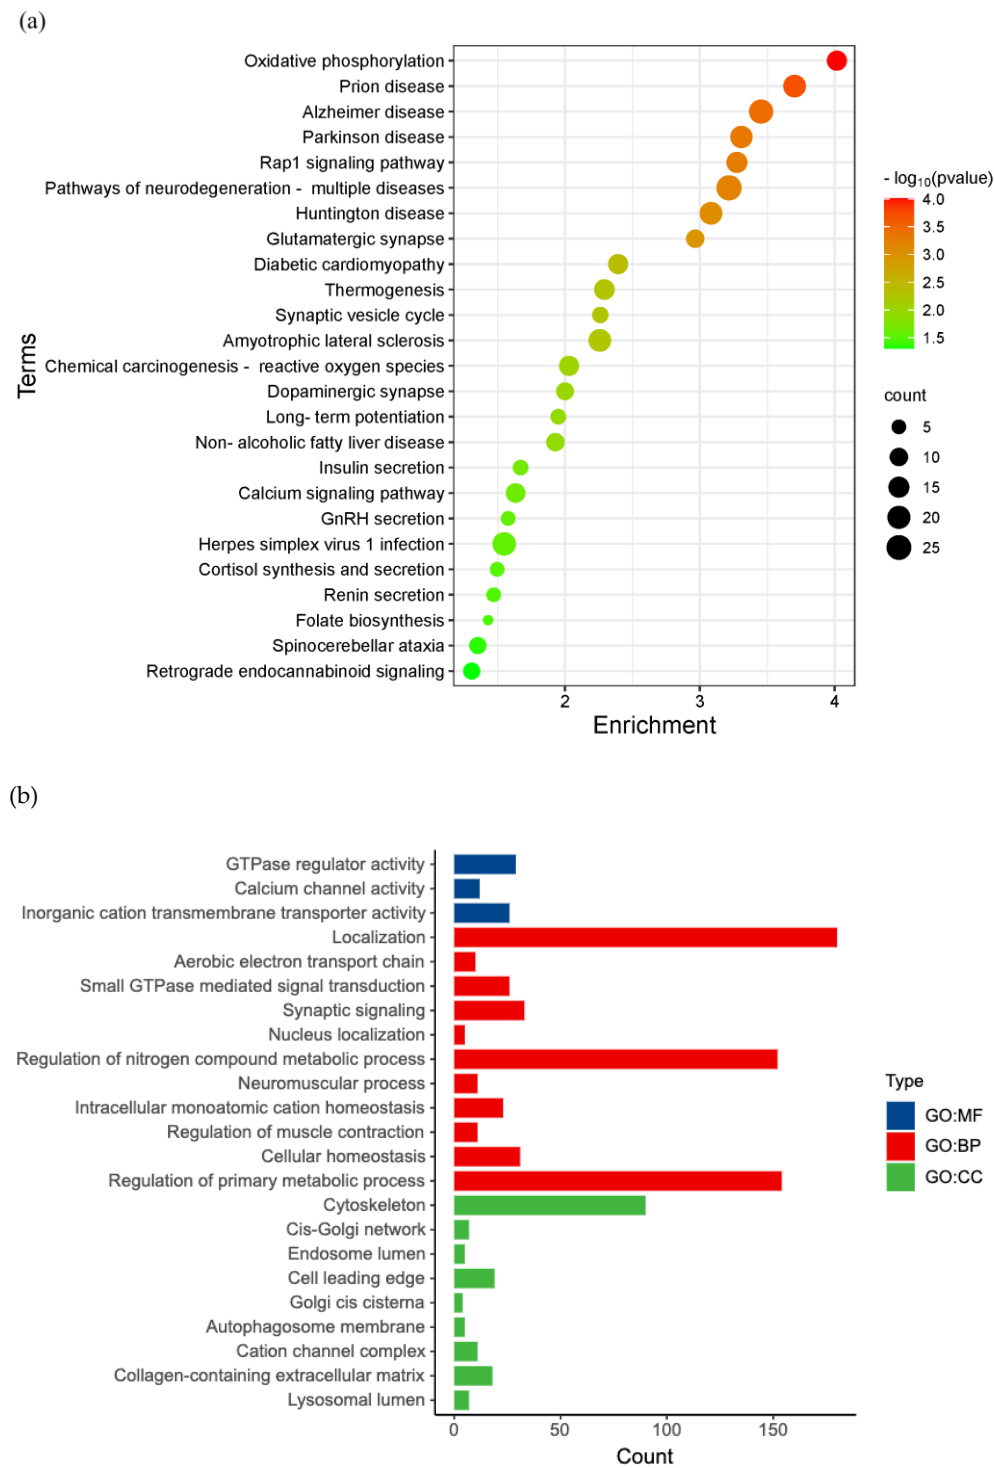 (a)
Oxidative phosphorylation
Prion disease
Alzheimer disease
Parkinson disease
Rap1 signaling pathway
Pathways of neurodegeneration - multiple diseases
Huntington disease
Glutamatergic synapse
Diabetic cardiomyopathy
Thermogenesis
Synaptic vesicle cycle
Amyotrophic lateral sclerosis
Chemical carcinogenesis - reactive oxygen species
Dopaminergic synapse
Long- term potentiation
Non- alcoholic fatty liver disease
Insulin secretion
Calcium signaling pathway
GnRH secretion
Herpes simplex virus 1 infection
Cortisol synthesis and secretion
Renin secretion
Folate biosynthesis
Spinocerebellar ataxia
Retrograde endocannabinoid signaling
Terms
2 3 4
Enrichment
- log10(pvalue)
4.0
3.5
3.0
2.5
2.0
1.5
count
5
10
15
20
25
(b)
GTPase regulator activity
Calcium channel activity
Inorganic cation transmembrane transporter activity
Localization
Aerobic electron transport chain
Small GTPase mediated signal transduction
Synaptic signaling
Nucleus localization
Regulation of nitrogen compound metabolic process
Neuromuscular process
Intracellular monoatomic cation homeostasis
Regulation of muscle contraction
Cellular homeostasis
Regulation of primary metabolic process
Cytoskeleton
Cis-Golgi network
Endosome lumen
Cell leading edge
Golgi cis cisterna
Autophagosome membrane
Cation channel complex
Collagen-containing extracellular matrix
Lysosomal lumen
0 50 100 150
Count
Type
GO:MF
GO:BP
GO:CC